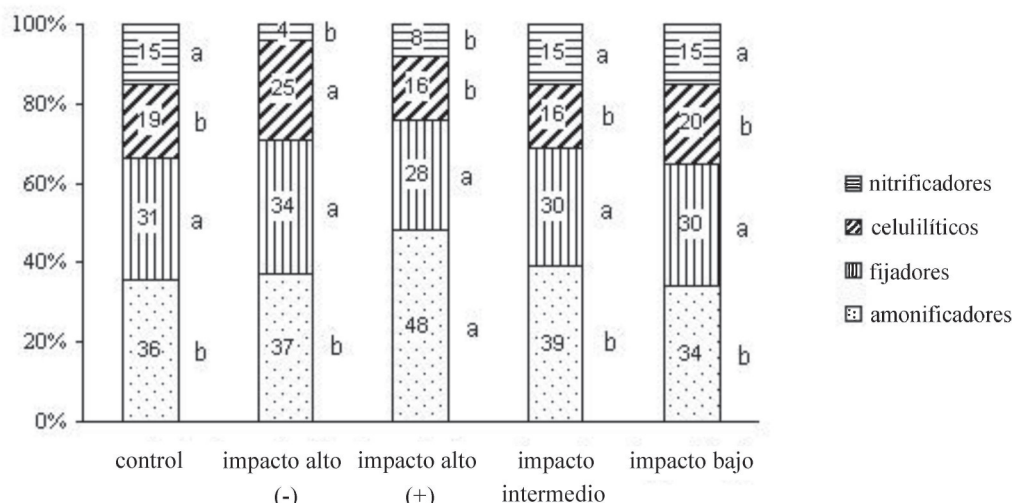 100%
80%
60%
40%
20%
0%
15 a
19 b
31 a
36 b
4 b
25 a
34 a
37 b
8 b
16 b
28 a
48 a
15 a
16 b
30 a
39 b
15 a
20 b
30 a
34 b
control
impacto alto
(-)
impacto alto
(+)
impacto
intermedio
impacto bajo
nitrificadores
celulilíticos
fijadores
amonificadores